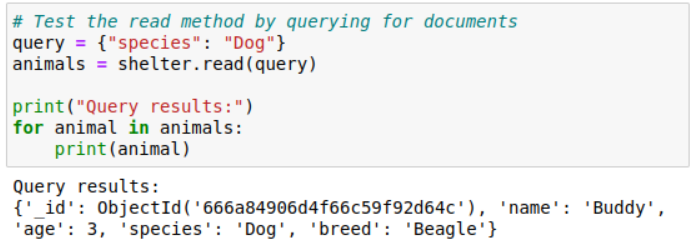 # Test the read method by querying for documents
query = {"species": "Dog"}
animals = shelter.read(query)
print("Query results:")
for animal in animals:
    print(animal)
Query results:
{'_id': ObjectId('666a84906d4f66c59f92d64c'), 'name': 'Buddy',
'age': 3, 'species': 'Dog', 'breed': 'Beagle'}